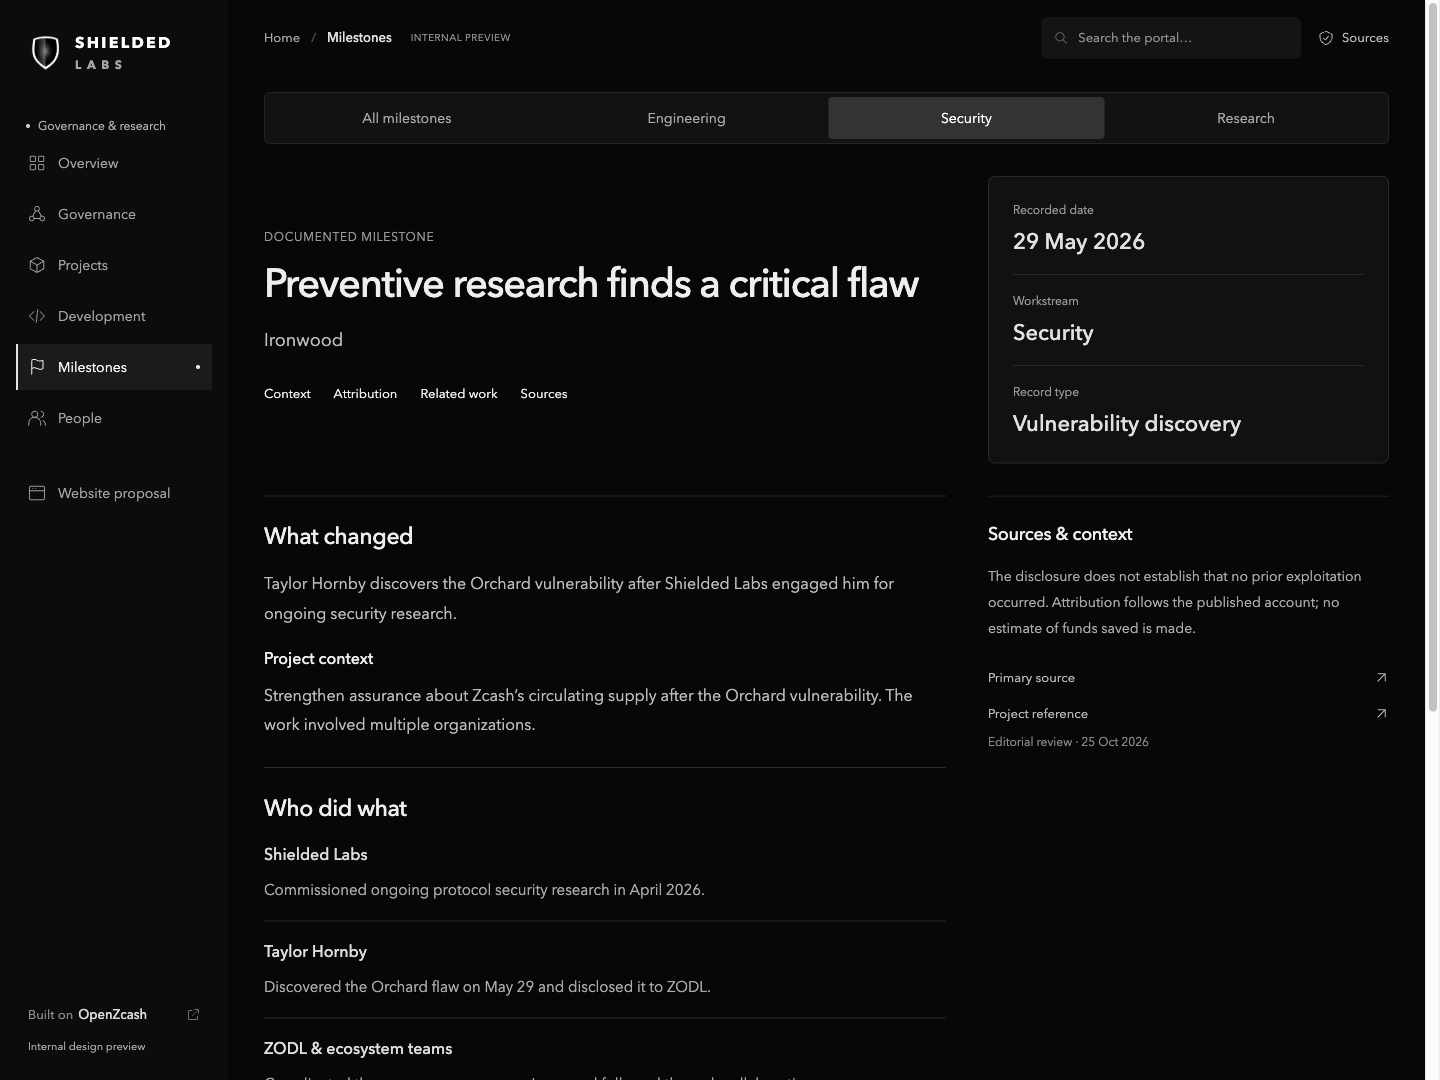 SHIELDED
LABS
Governance & research
Overview
Governance
Projects
Development
Milestones
People
Website proposal
Built on OpenZcash
Internal design preview
Home / Milestones INTERNAL PREVIEW
Search the portal…
Sources
All milestones
Engineering
Security
Research
DOCUMENTED MILESTONE
Preventive research finds a critical flaw
Ironwood
Context Attribution Related work Sources
Recorded date
29 May 2026
Workstream
Security
Record type
Vulnerability discovery
What changed
Taylor Hornby discovers the Orchard vulnerability after Shielded Labs engaged him for
ongoing security research.
Project context
Strengthen assurance about Zcash’s circulating supply after the Orchard vulnerability. The
work involved multiple organizations.
Who did what
Shielded Labs
Commissioned ongoing protocol security research in April 2026.
Taylor Hornby
Discovered the Orchard flaw on May 29 and disclosed it to ZODL.
ZODL & ecosystem teams
Sources & context
The disclosure does not establish that no prior exploitation
occurred. Attribution follows the published account; no
estimate of funds saved is made.
Primary source
Project reference
Editorial review · 25 Oct 2026